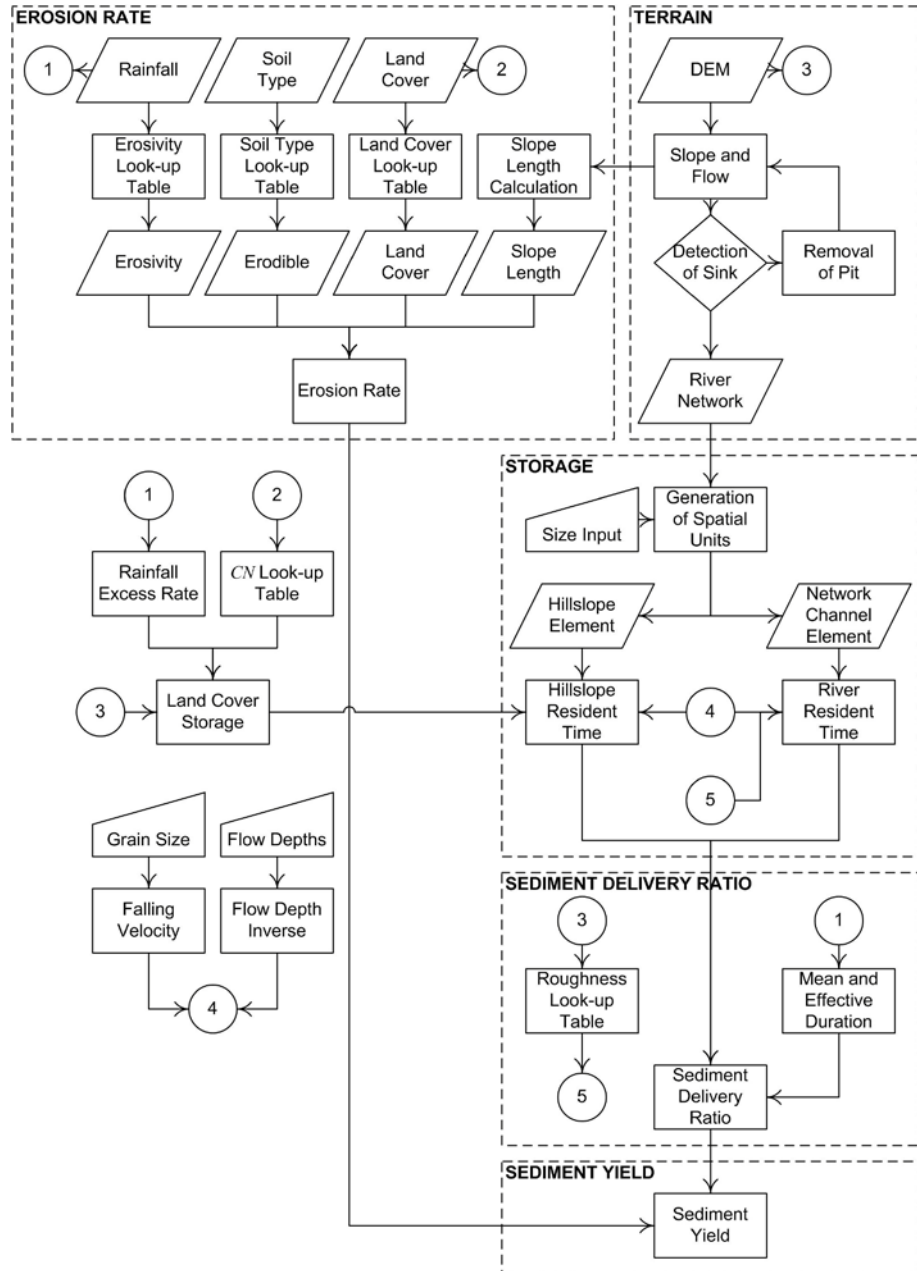 EROSION RATE
1
Rainfall
Soil
Type
Land
Cover
2
Erosivity
Look-up
Table
Soil Type
Look-up
Table
Land Cover
Look-up
Table
Slope
Length
Calculation
Erosivity
Erodible
Land
Cover
Slope
Length
Erosion Rate
TERRAIN
DEM
3
Slope and
Flow
Detection
of Sink
Removal
of Pit
River
Network
1
2
Rainfall
Excess Rate
CN Look-up
Table
3
Land Cover
Storage
Grain Size
Flow Depths
Falling
Velocity
Flow Depth
Inverse
4
STORAGE
Size Input
Generation
of Spatial
Units
Hillslope
Element
Network
Channel
Element
Hillslope
Resident
Time
4
River
Resident
Time
5
SEDIMENT DELIVERY RATIO
3
1
Roughness
Look-up
Table
Mean and
Effective
Duration
5
Sediment
Delivery
Ratio
SEDIMENT YIELD
Sediment
Yield